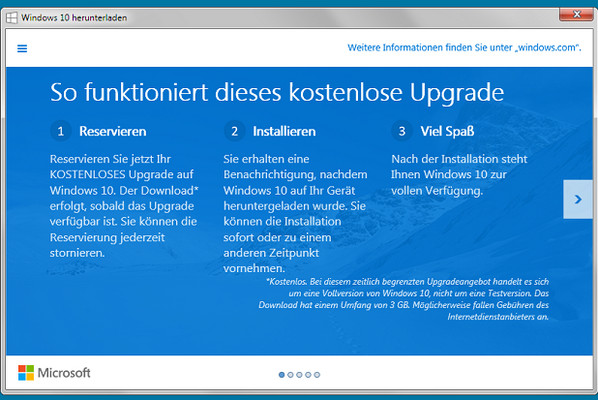 Windows 10 herunterladen
Weitere Informationen finden Sie unter „windows.com“.
So funktioniert dieses kostenlose Upgrade
1 Reservieren
Reservieren Sie jetzt Ihr
KOSTENLOSES Upgrade auf
Windows 10. Der Download*
erfolgt, sobald das Upgrade
verfügbar ist. Sie können die
Reservierung jederzeit
stornieren.
2 Installieren
Sie erhalten eine
Benachrichtigung, nachdem
Windows 10 auf Ihr Gerät
heruntergeladen wurde. Sie
können die Installation
sofort oder zu einem
anderen Zeitpunkt
vornehmen.
3 Viel Spaß
Nach der Installation steht
Ihnen Windows 10 zur
vollen Verfügung.
*Kostenlos. Bei diesem zeitlich begrenzten Upgradeangebot handelt es sich
um eine Vollversion von Windows 10, nicht um eine Testversion. Das
Download hat einem Umfang von 3 GB. Möglicherweise fallen Gebühren des
Internetdienstanbieters an.
Microsoft